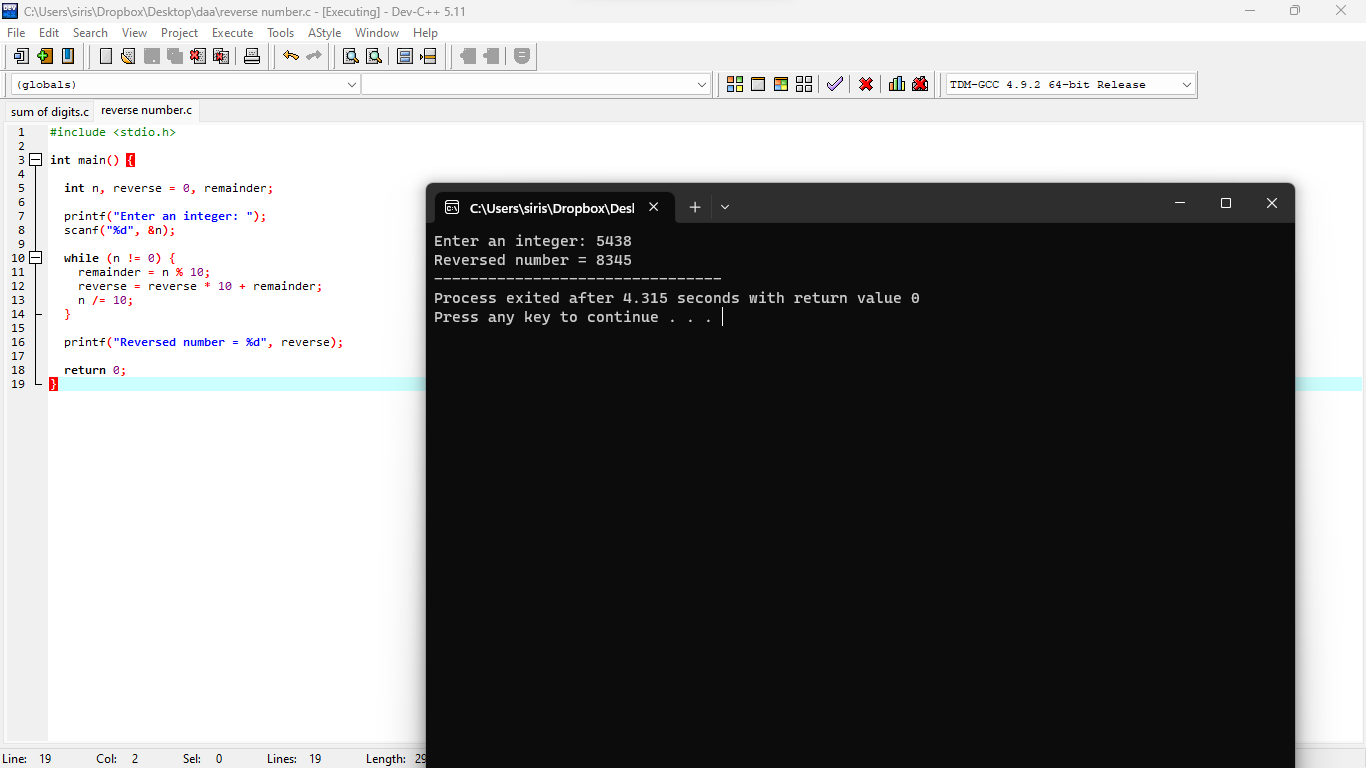 C:\Users\siris\Dropbox\Desktop\daa\reverse number.c - [Executing] - Dev-C++ 5.11
File Edit Search View Project Execute Tools AStyle Window Help
(globals)
TDM-GCC 4.9.2 64-bit Release
sum of digits.c reverse number.c
1 #include <stdio.h>
2
3 int main() {
4
5 int n, reverse = 0, remainder;
6
7 printf("Enter an integer: ");
8 scanf("%d", &n);
9
10 while (n != 0) {
11 remainder = n % 10;
12 reverse = reverse * 10 + remainder;
13 n /= 10;
14 }
15
16 printf("Reversed number = %d", reverse);
17
18 return 0;
19 }
C:\Users\siris\Dropbox\Des
Enter an integer: 5438
Reversed number = 8345
--------------------------------
Process exited after 4.315 seconds with return value 0
Press any key to continue . . .
Line: 19 Col: 2 Sel: 0 Lines: 19 Length: